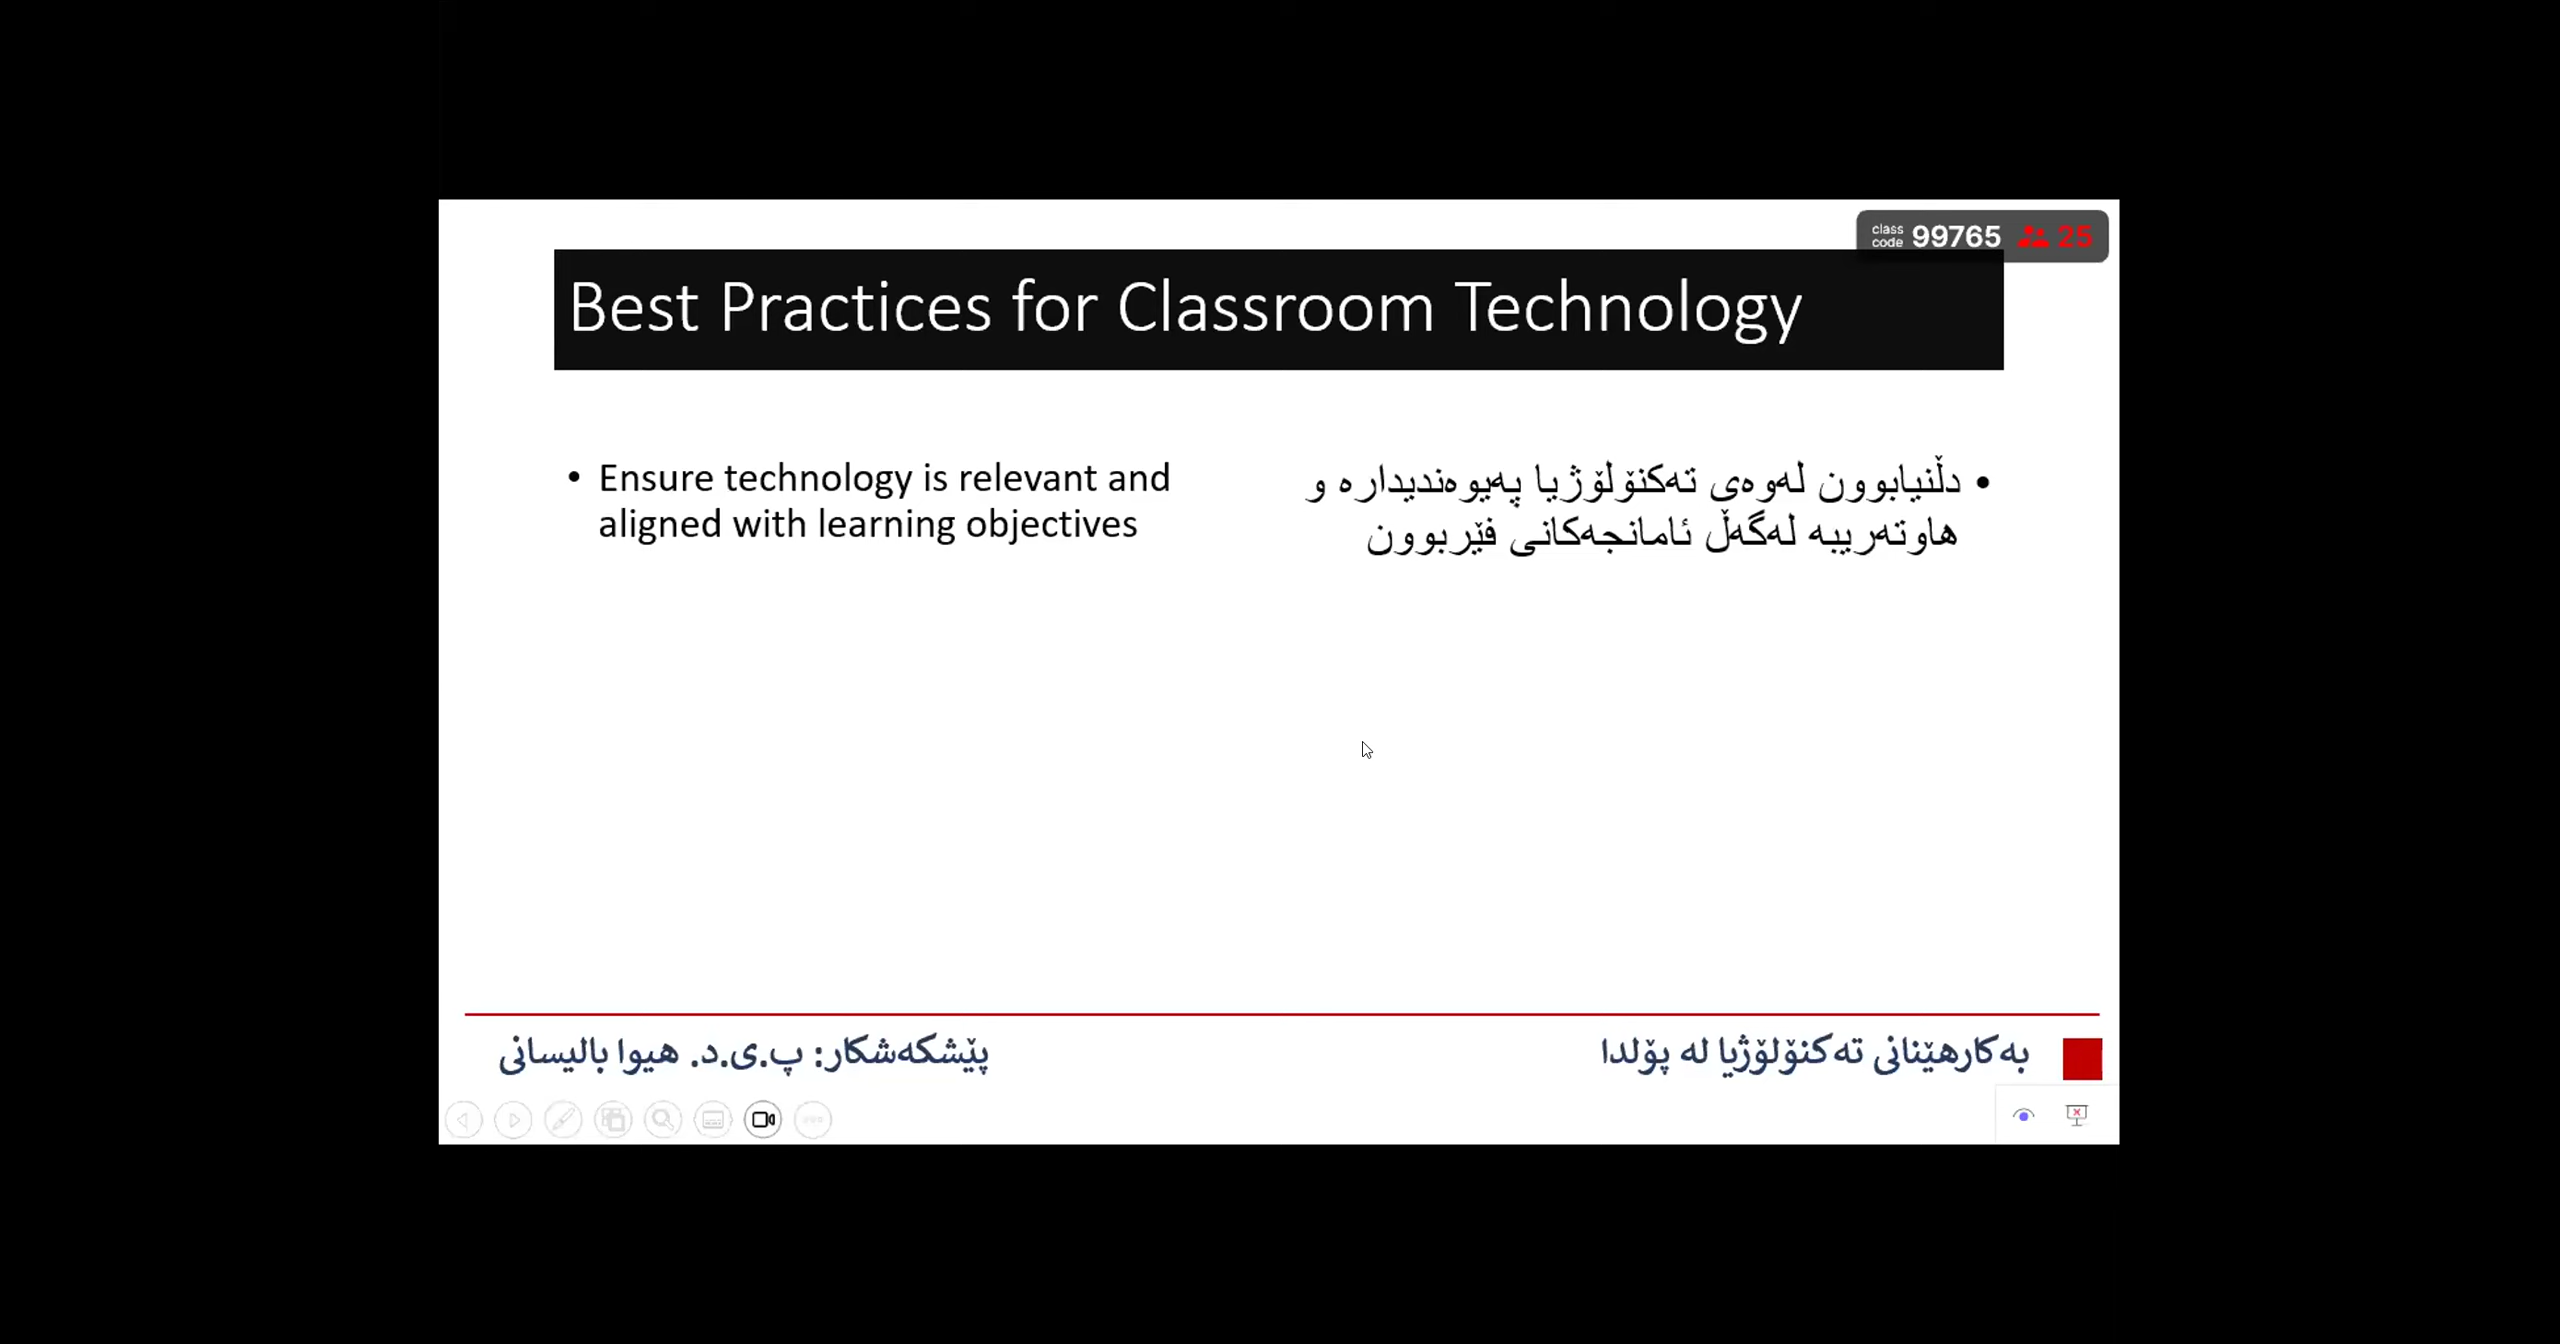 class code 99765 25
Best Practices for Classroom Technology
• Ensure technology is relevant and
aligned with learning objectives
• دڵنیابوون لەوەی تەکنۆلۆژیا پەیوەندیدارە و
هاوتەریبە لەگەڵ ئامانجەکانی فێربوون
بەکارهێنانی تەکنۆلۆژیا لە پۆلدا
پێشکەشکار: پ.ی.د. هیوا بالیسانی